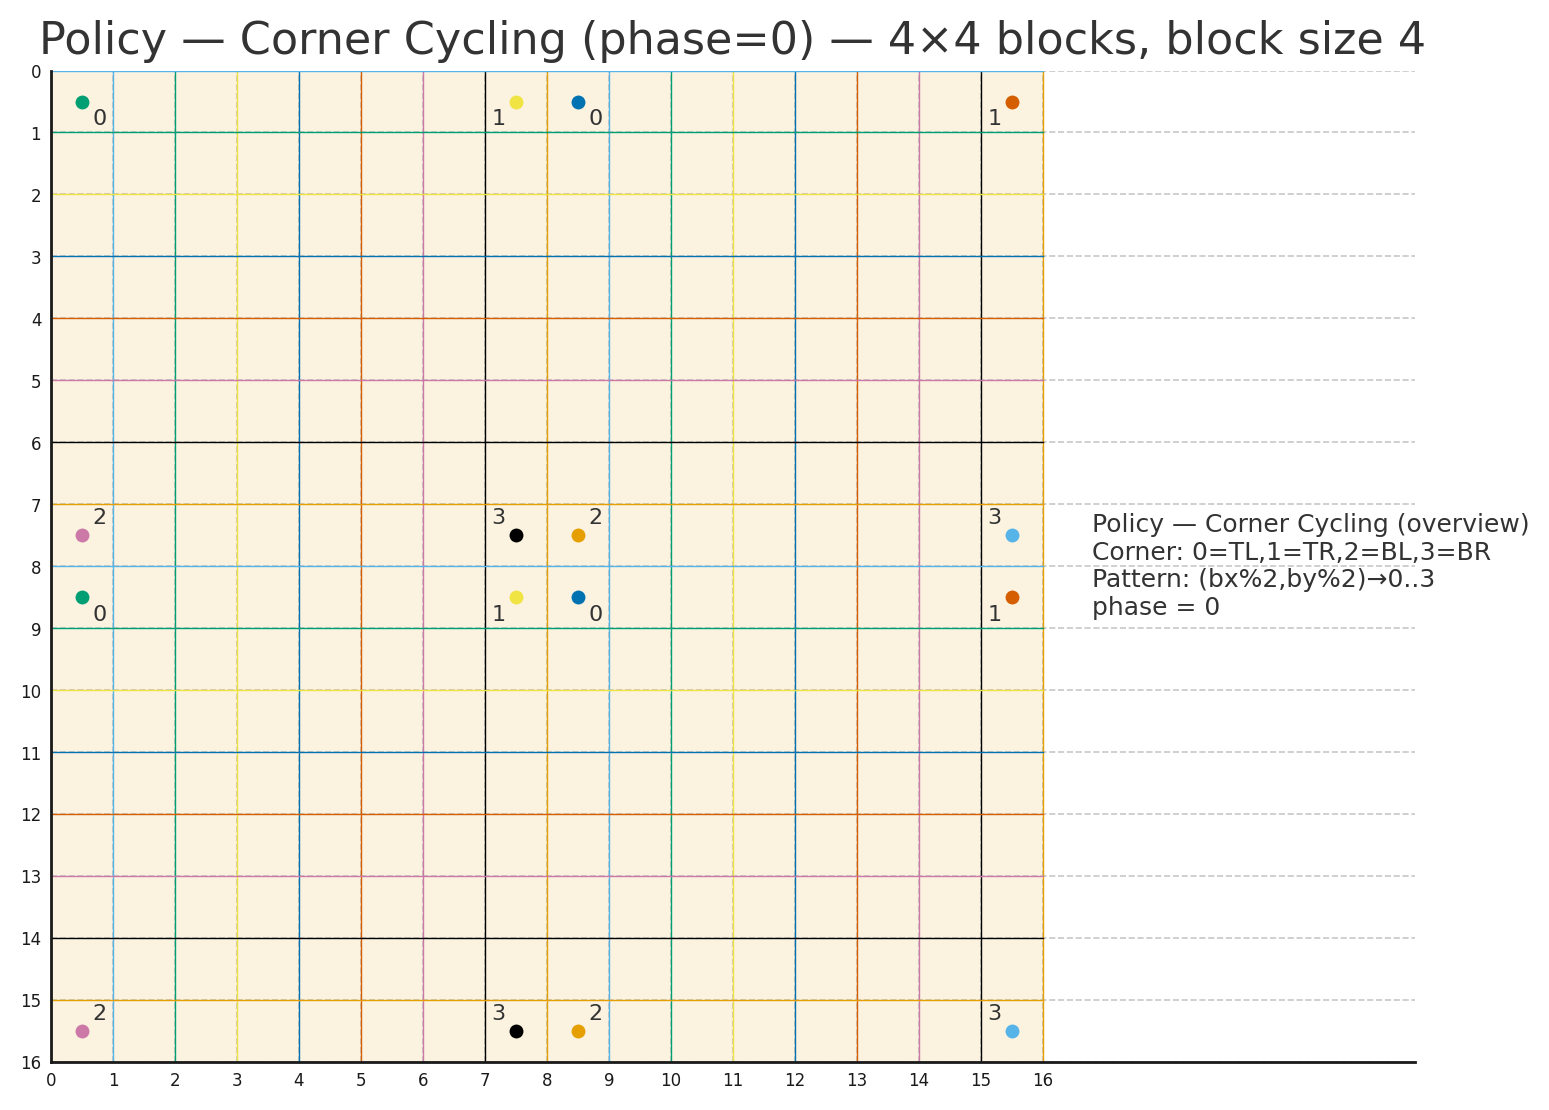 Policy — Corner Cycling (phase=0) — 4×4 blocks, block size 4
0
0 1 0 1
1
2
3
4
5
6
7
2 3 2 3
Policy — Corner Cycling (overview)
Corner: 0=TL,1=TR,2=BL,3=BR
8
Pattern: (bx%2,by%2)→0..3
phase = 0
0 1 0 1
9
10
11
12
13
14
15
2 3 2 3
16
0 1 2 3 4 5 6 7 8 9 10 11 12 13 14 15 16